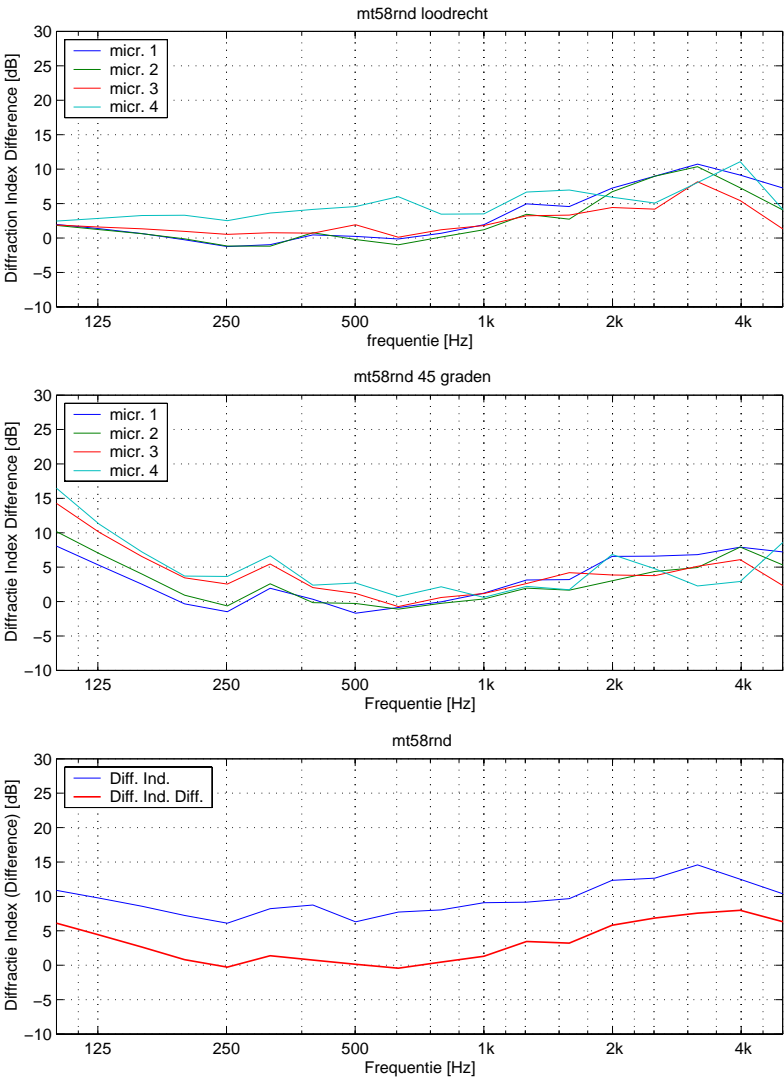 mt58rnd loodrecht
Diffraction Index Difference [dB]
30
25
20
15
10
5
0
−5
−10
micr. 1
micr. 2
micr. 3
micr. 4
125
250
500
1k
2k
4k
frequentie [Hz]
mt58rnd 45 graden
Diffractie Index Difference [dB]
30
25
20
15
10
5
0
−5
−10
micr. 1
micr. 2
micr. 3
micr. 4
125
250
500
1k
2k
4k
Frequentie [Hz]
mt58rnd
Diffractie Index (Difference) [dB]
30
25
20
15
10
5
0
−5
−10
Diff. Ind.
Diff. Ind. Diff.
125
250
500
1k
2k
4k
Frequentie [Hz]